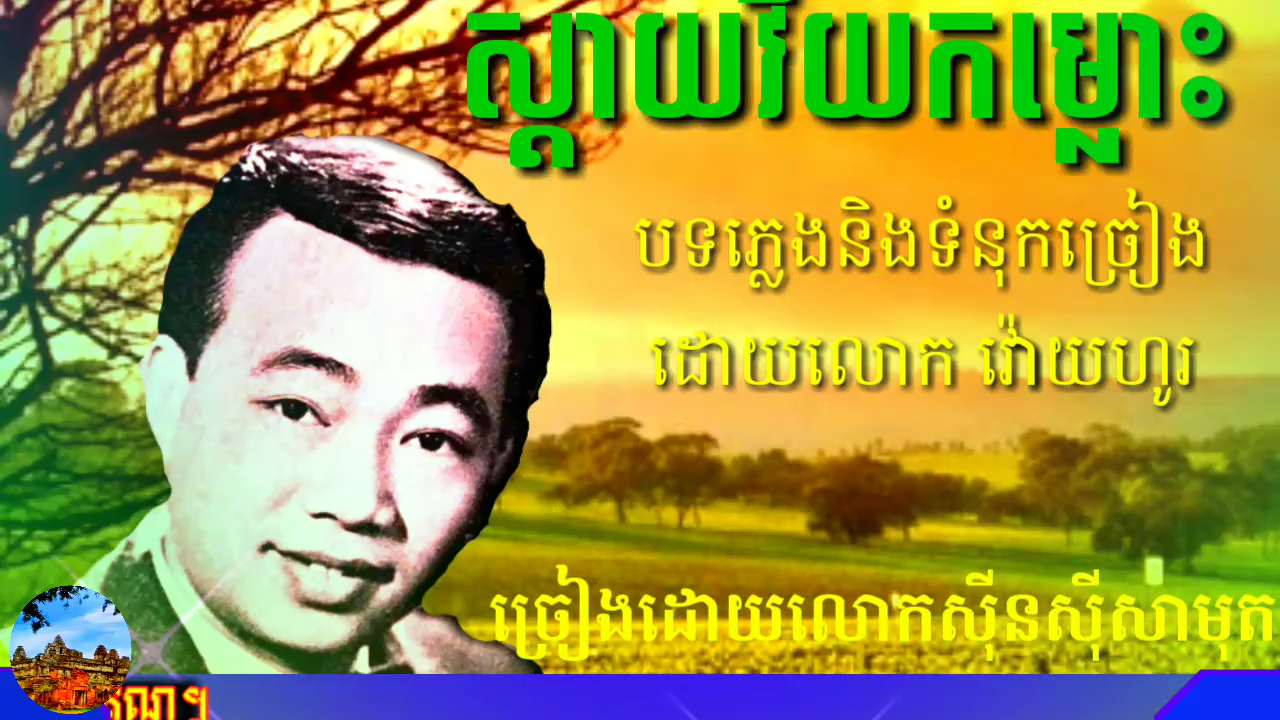 ស្ដាយវ័យកម្លោះ
បទភ្លេងនិងទំនុកច្រៀង
ដោយលោក វ៉ោយហូរ
ច្រៀងដោយលោកស៊ីនស៊ីសាមុត